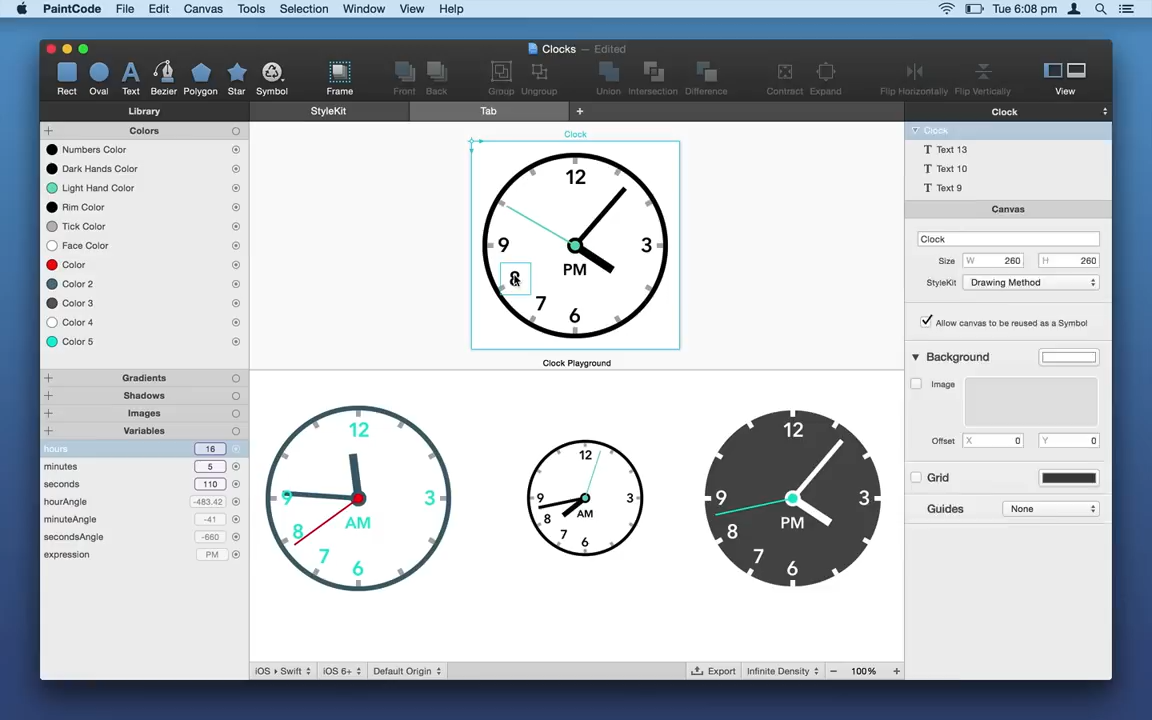 PaintCode File Edit Canvas Tools Selection Window View Help Tue 6:08 pm
Clocks — Edited
Rect Oval Text Bezier Polygon Star Symbol Frame Front Back Group Ungroup Union Intersection Difference Contract Expand Flip Horizontally Flip Vertically View
Library
StyleKit
Tab
+
Clock
Colors
Numbers Color
Dark Hands Color
Light Hand Color
Rim Color
Tick Color
Face Color
Color
Color 2
Color 3
Color 4
Color 5
Gradients
Shadows
Images
Variables
hours 16
minutes 5
seconds 110
hourAngle -483.42
minuteAngle -41
secondsAngle -660
expression PM
Clock
12
9 3
PM
8
7
6
Clock Playground
12
9 3
AM
8
7
6
12
9 3
AM
8
7
6
12
9 3
PM
8
7
6
iOS ▸ Swift iOS 6+ Default Origin Export Infinite Density − 100% +
Clock
T Text 13
T Text 10
T Text 9
Canvas
Clock
Size W 260 H 260
StyleKit Drawing Method
Allow canvas to be reused as a Symbol
Background
Image
Offset X 0 Y 0
Grid
Guides None